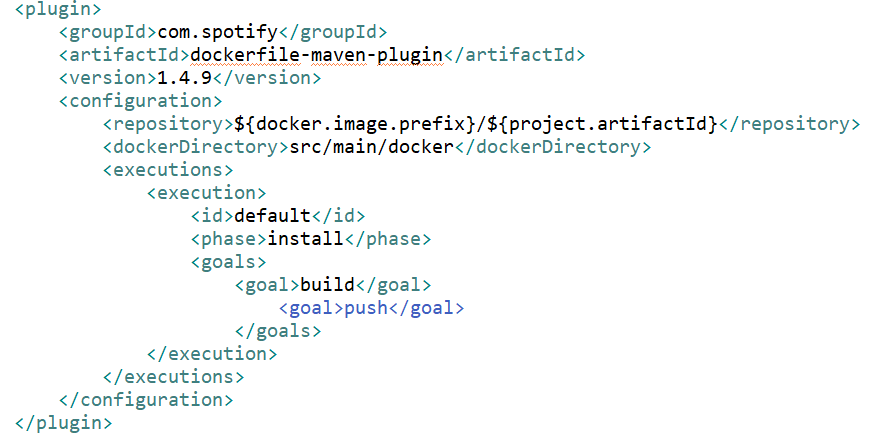 <plugin>
    <groupId>com.spotify</groupId>
    <artifactId>dockerfile-maven-plugin</artifactId>
    <version>1.4.9</version>
    <configuration>
        <repository>${docker.image.prefix}/${project.artifactId}</repository>
        <dockerDirectory>src/main/docker</dockerDirectory>
        <executions>
            <execution>
                <id>default</id>
                <phase>install</phase>
                <goals>
                    <goal>build</goal>
                        <goal>push</goal>
                    </goals>
            </execution>
        </executions>
    </configuration>
</plugin>